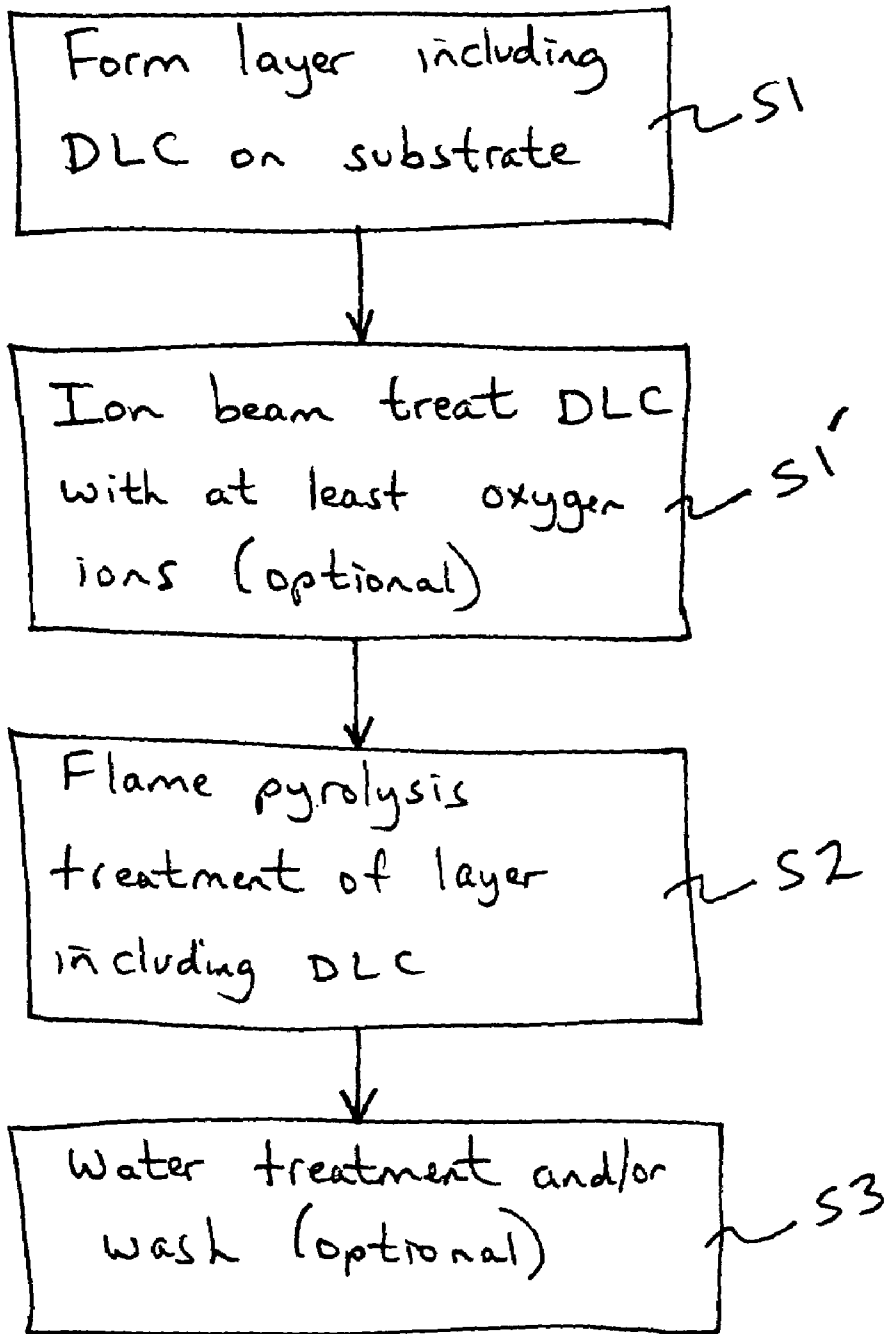 Form layer including
DLC on substrate
S1
Ion beam treat DLC
with at least oxygen
ions (optional)
S1'
Flame pyrolysis
treatment of layer
including DLC
S2
Water treatment and/or
wash (optional)
S3